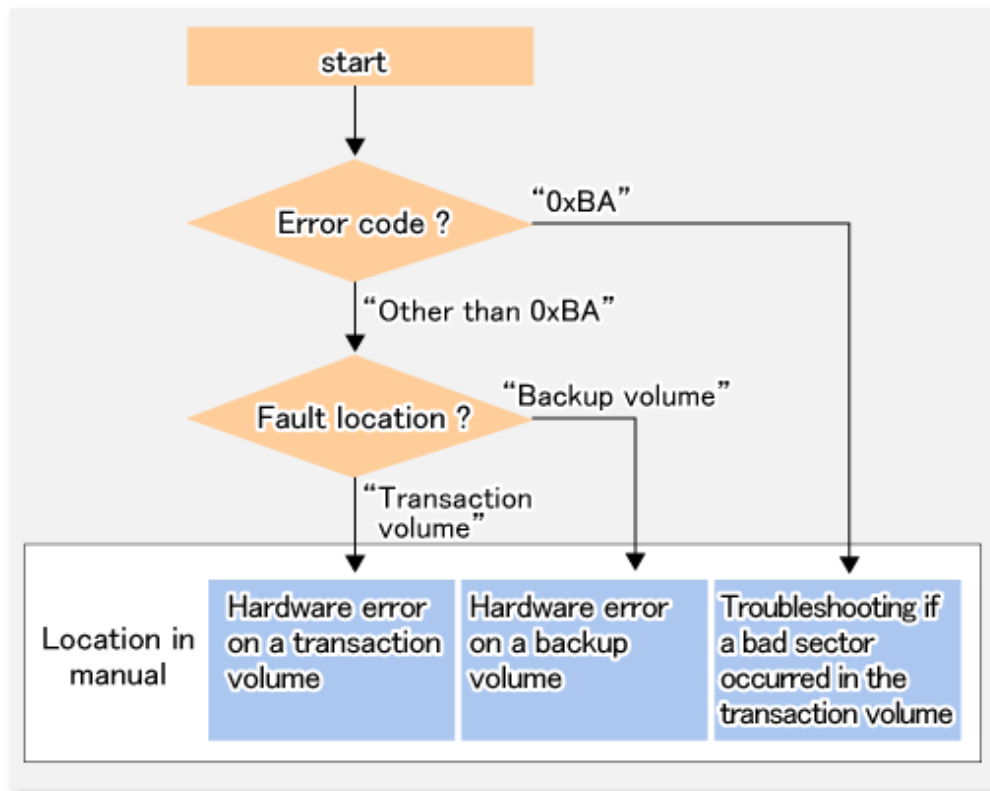 start
Error code ?
“0xBA”
“Other than 0xBA”
Fault location ?
“Backup volume”
“Transaction
volume”
Location in
manual
Hardware error
on a transaction
volume
Hardware error
on a backup
volume
Troubleshooting if
a bad sector
occurred in the
transaction volume